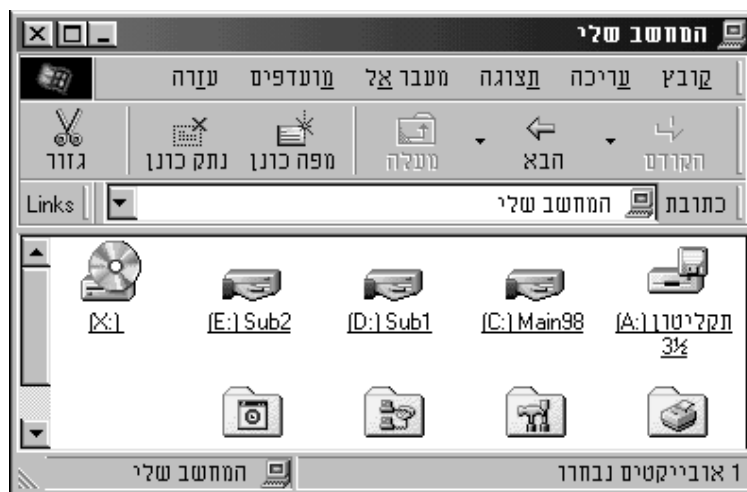 המחשב שלי
קובץ עריכה תצוגה מעבר אל מועדפים עזרה
הקודם הבא מעלה מפה כונן נתק כונן גזור
כתובת המחשב שלי Links
תקליטון (A:) 3½ (C:) Main98 (D:) Sub1 (E:) Sub2 (X:)
1 אובייקטים נבחרו המחשב שלי